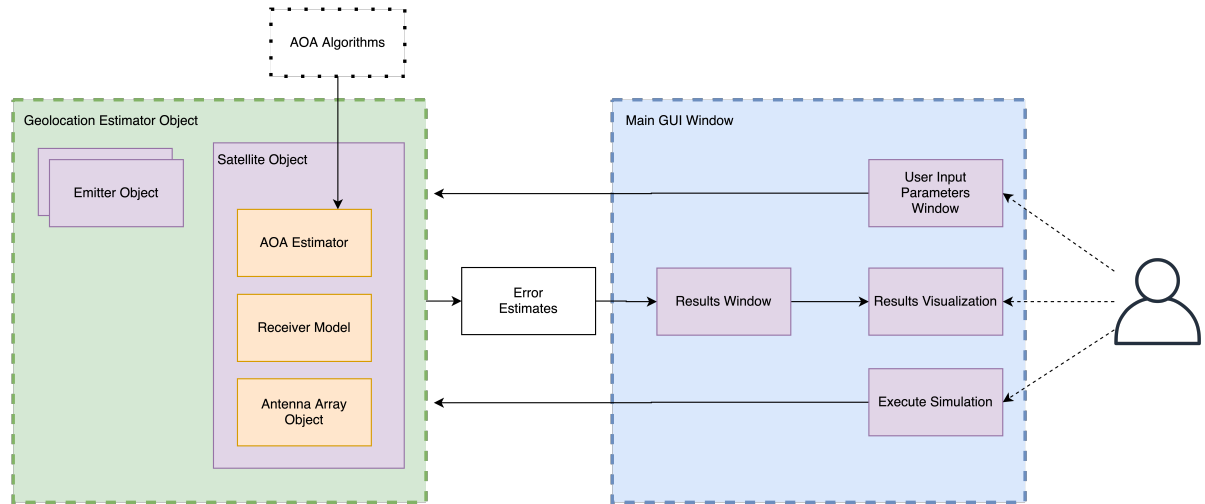 AOA Algorithms
Geolocation Estimator Object
Emitter Object
Satellite Object
AOA Estimator
Receiver Model
Antenna Array
Object
Error
Estimates
Main GUI Window
User Input
Parameters
Window
Results Window
Results Visualization
Execute Simulation